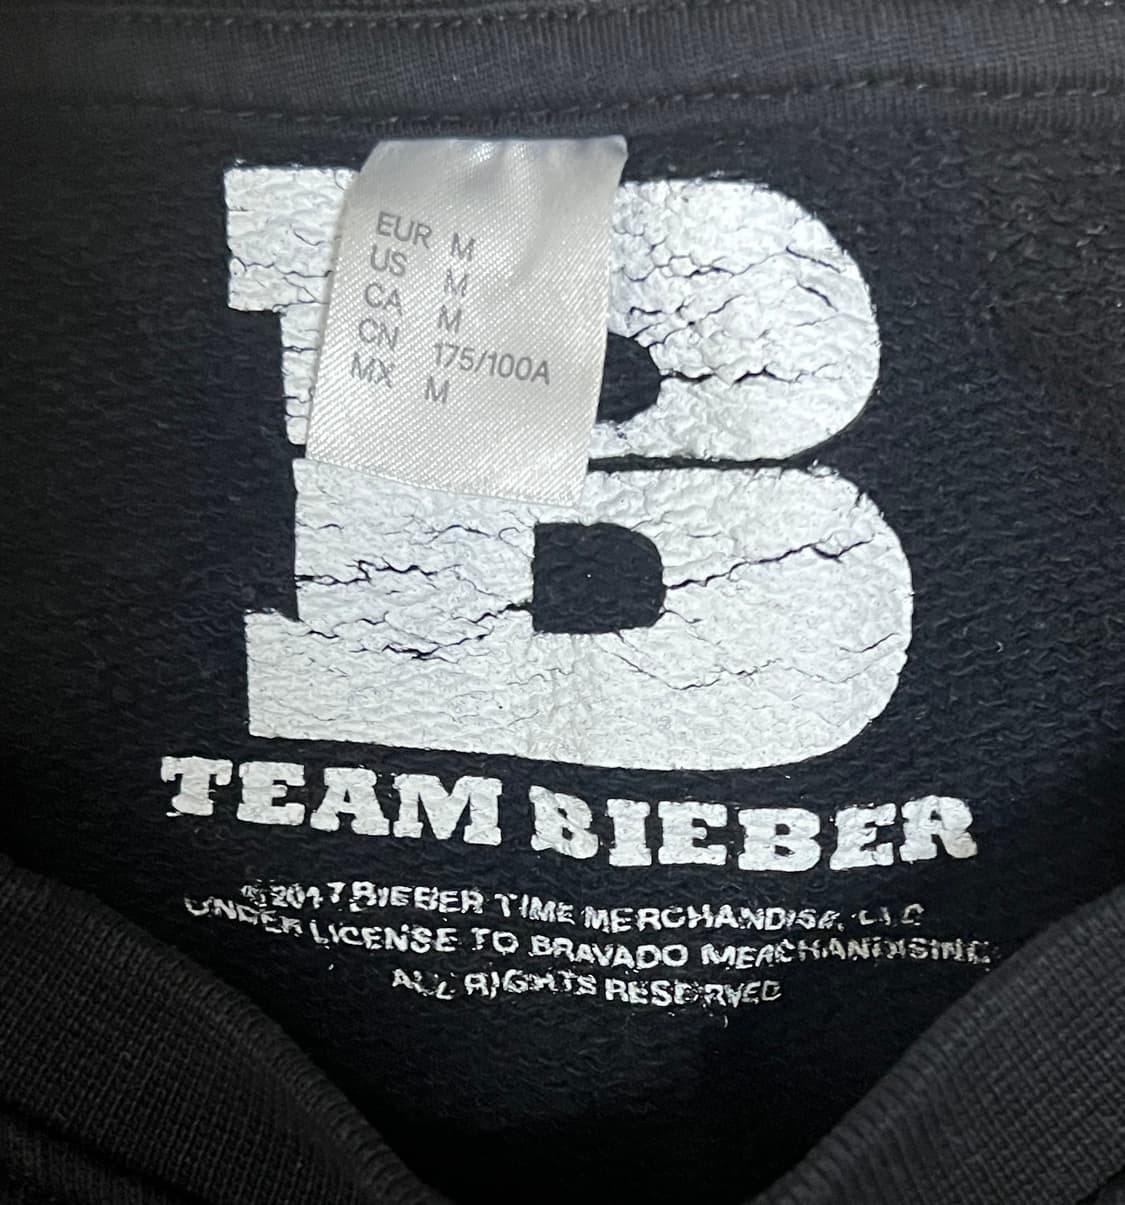 B
EUR M
US M
CA M
CN 175/100A
MX M
TEAM BIEBER
© 2017 BIEBER TIME MERCHANDISE, LLC
UNDER LICENSE TO BRAVADO MERCHANDISING
ALL RIGHTS RESERVED